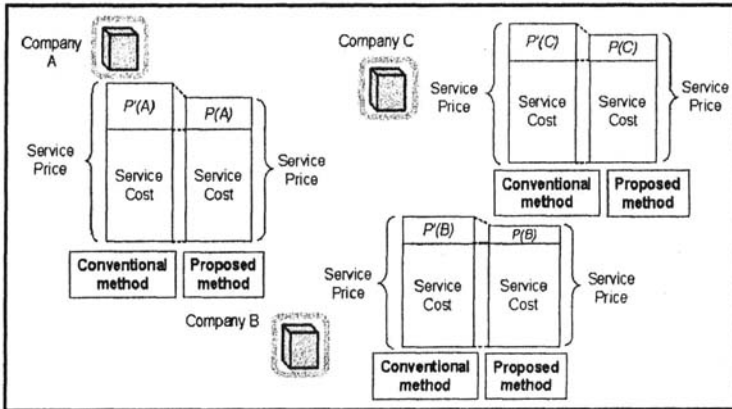 Company
A
P'(A)
P(A)
Service
Price
Service
Cost
Service
Cost
Service
Price
Conventional
method
Proposed
method
Company C
P'(C)
P(C)
Service
Price
Service
Cost
Service
Cost
Service
Price
Conventional
method
Proposed
method
Company B
P'(B)
P(B)
Service
Price
Service
Cost
Service
Cost
Service
Price
Conventional
method
Proposed
method